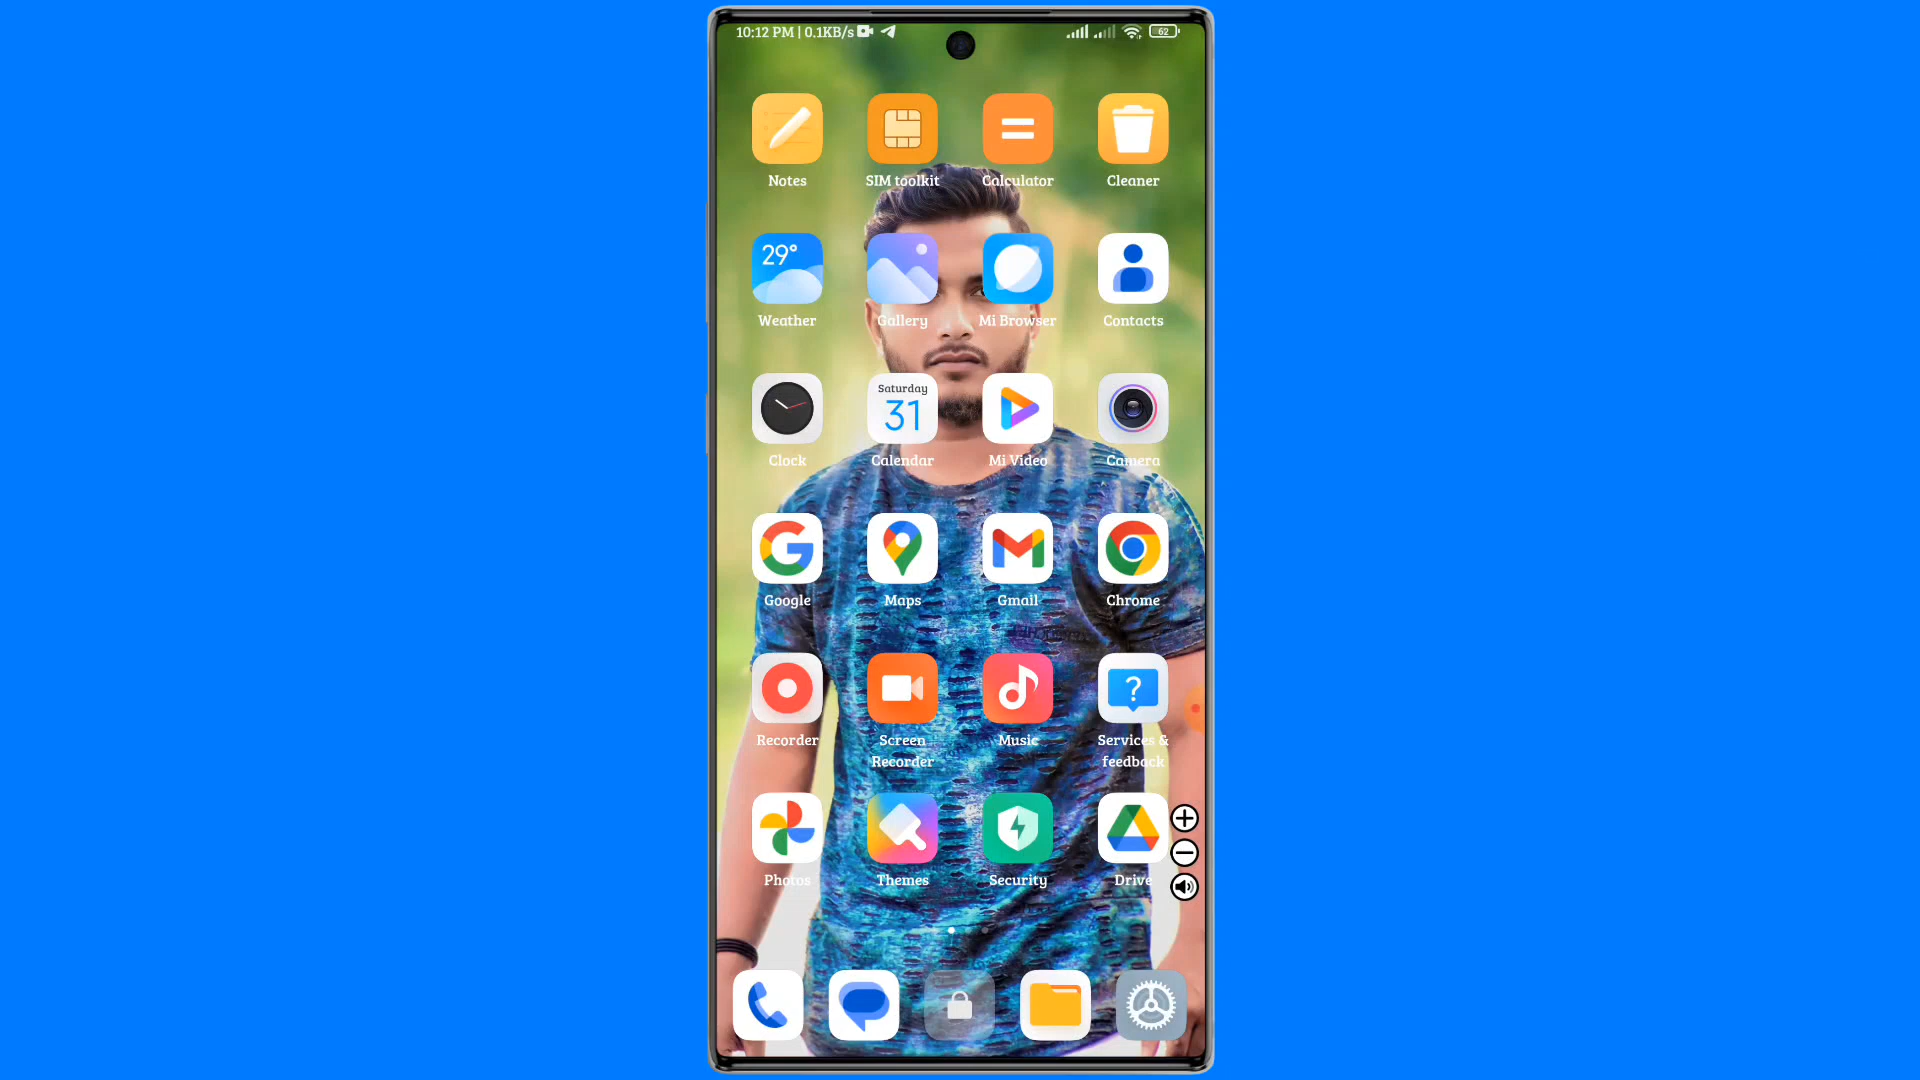 10:12 PM | 0.1KB/s
62
Notes
SIM toolkit
Calculator
Cleaner
29°
Weather
Gallery
Mi Browser
Contacts
Saturday
31
Clock
Calendar
Mi Video
Camera
Google
Maps
Gmail
Chrome
Recorder
Screen
Recorder
Music
?
Services &
feedback
Photos
Themes
Security
Drive